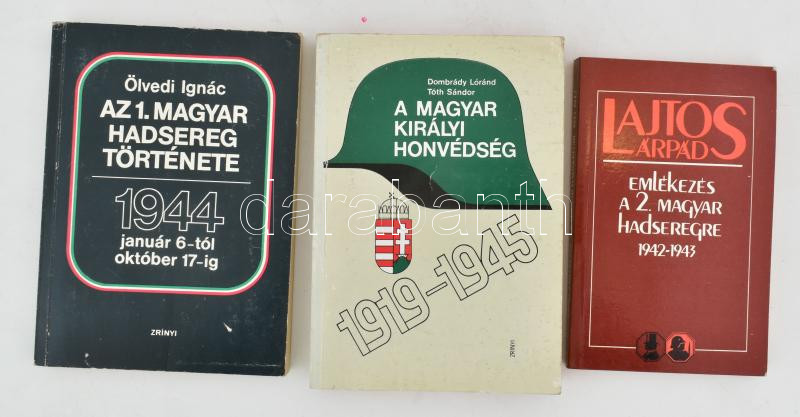 Ölvedi Ignác
AZ 1. MAGYAR
HADSEREG
TÖRTÉNETE
1944
január 6-tól
október 17-ig
ZRÍNYI
Dombrády Lóránd
Tóth Sándor
A MAGYAR
KIRÁLYI
HONVÉDSÉG
1919-1945
ZRÍNYI
LAJTOS
ÁRPÁD
EMLÉKEZÉS
A 2. MAGYAR
HADSEREGRE
1942-1943
darabanth